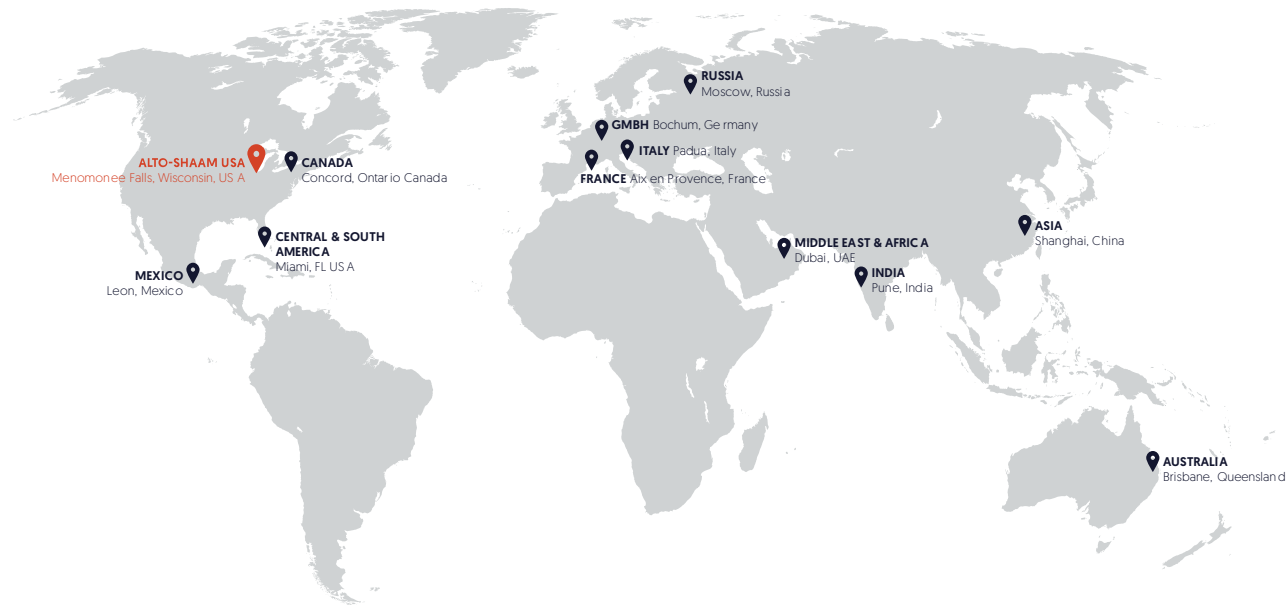 RUSSIA
Moscow, Russia
GMBH Bochum, Germany
ITALY Padua, Italy
FRANCE Aix en Provence, France
ALTO-SHAAM USA
Menomonee Falls, Wisconsin, USA
CANADA
Concord, Ontario Canada
CENTRAL & SOUTH
AMERICA
Miami, FL USA
MEXICO
Leon, Mexico
MIDDLE EAST & AFRICA
Dubai, UAE
INDIA
Pune, India
ASIA
Shanghai, China
AUSTRALIA
Brisbane, Queensland